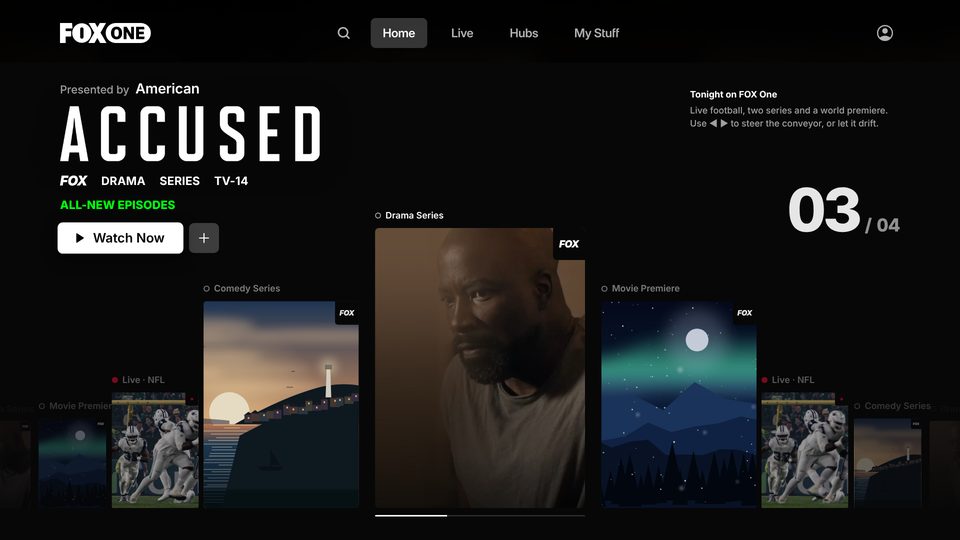 FOX ONE
Home
Live
Hubs
My Stuff
Presented by American
ACCUSED
FOX DRAMA SERIES TV-14
ALL-NEW EPISODES
Watch Now
Tonight on FOX One
Live football, two series and a world premiere.
Use ◀ ▶ to steer the conveyor, or let it drift.
03 / 04
Drama Series
FOX
Comedy Series
FOX
Movie Premiere
FOX
Live · NFL
Live · NFL
Movie Premier
Comedy Series